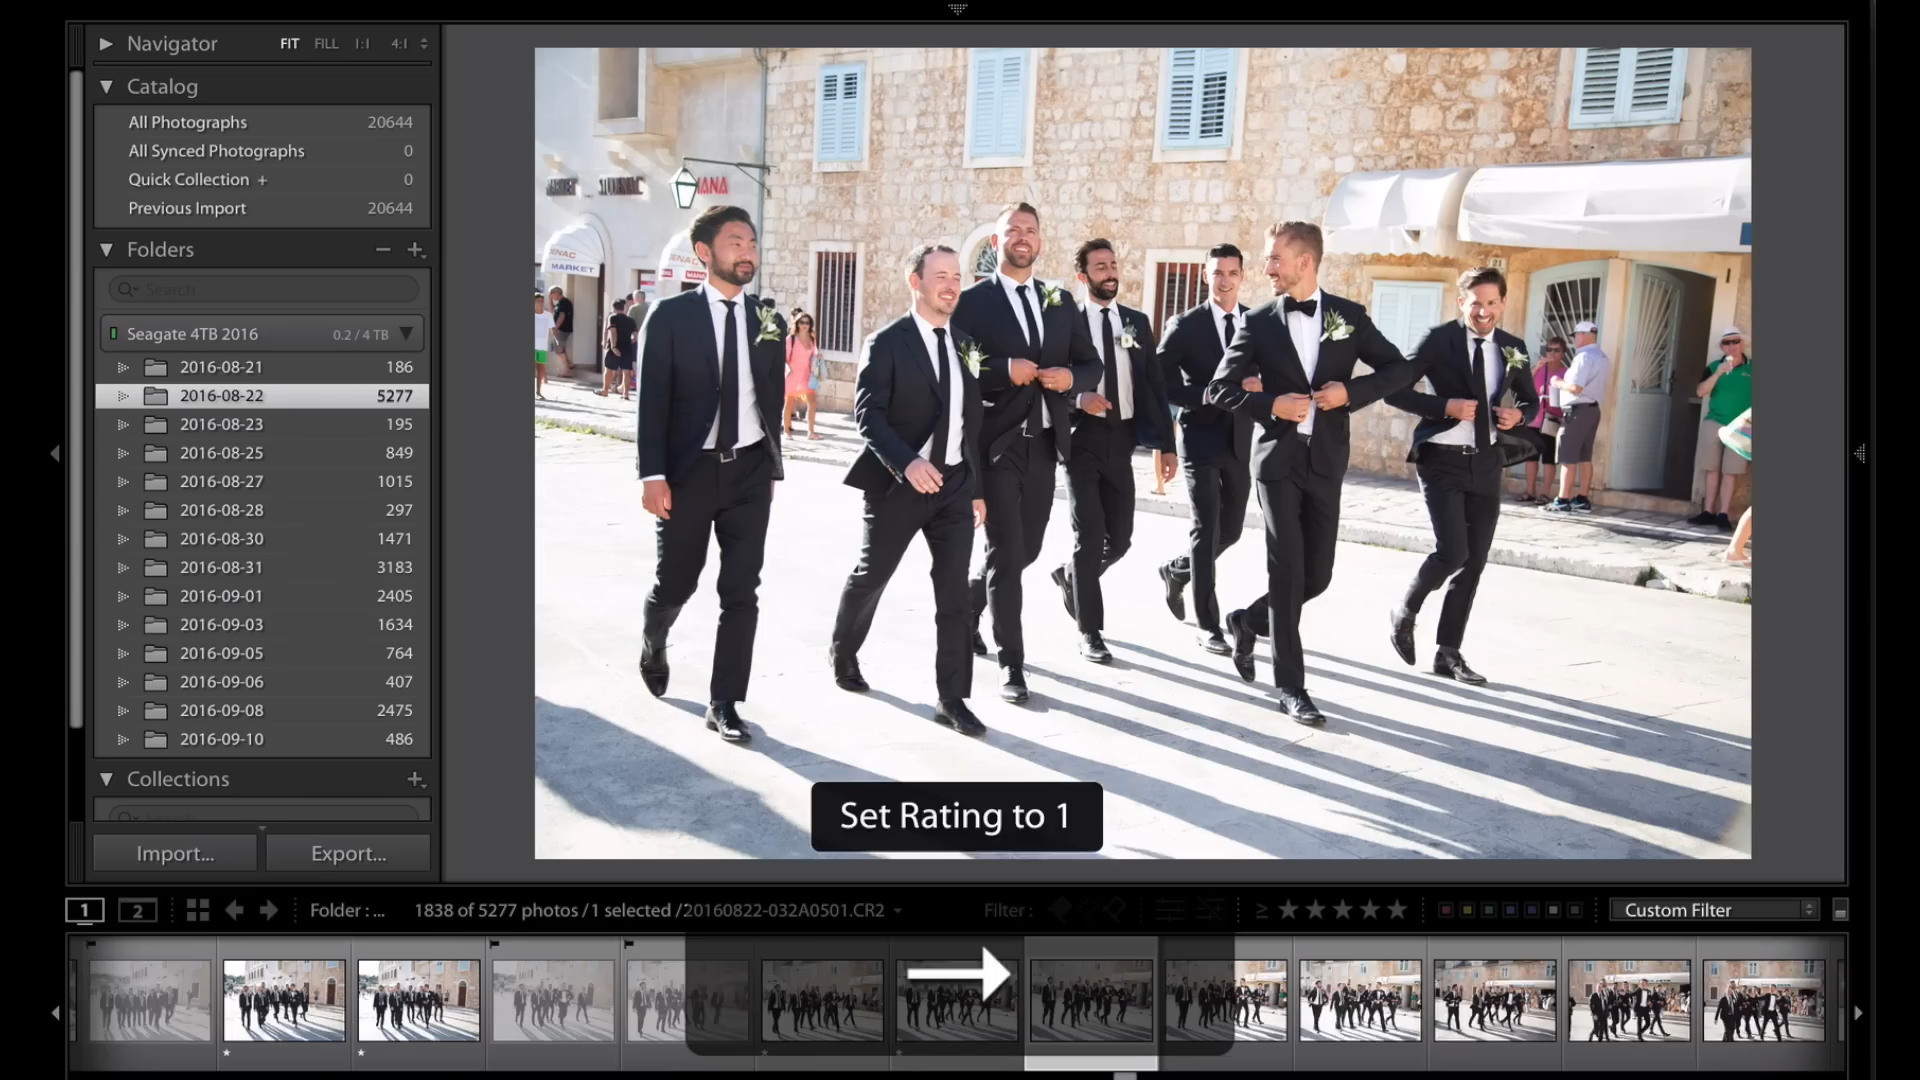 Navigator FIT FILL 1:1 4:1
Catalog
All Photographs 20644
All Synced Photographs 0
Quick Collection + 0
Previous Import 20644
Folders
Search
Seagate 4TB 2016 0.2 / 4 TB
2016-08-21 186
2016-08-22 5277
2016-08-23 195
2016-08-25 849
2016-08-27 1015
2016-08-28 297
2016-08-30 1471
2016-08-31 3183
2016-09-01 2405
2016-09-03 1634
2016-09-05 764
2016-09-06 407
2016-09-08 2475
2016-09-10 486
Collections
Search
Import... Export...
MARKET
21
Set Rating to 1
1 2 Folder : ... 1838 of 5277 photos / 1 selected / 20160822-032A0501.CR2 Filter : ≥ Custom Filter